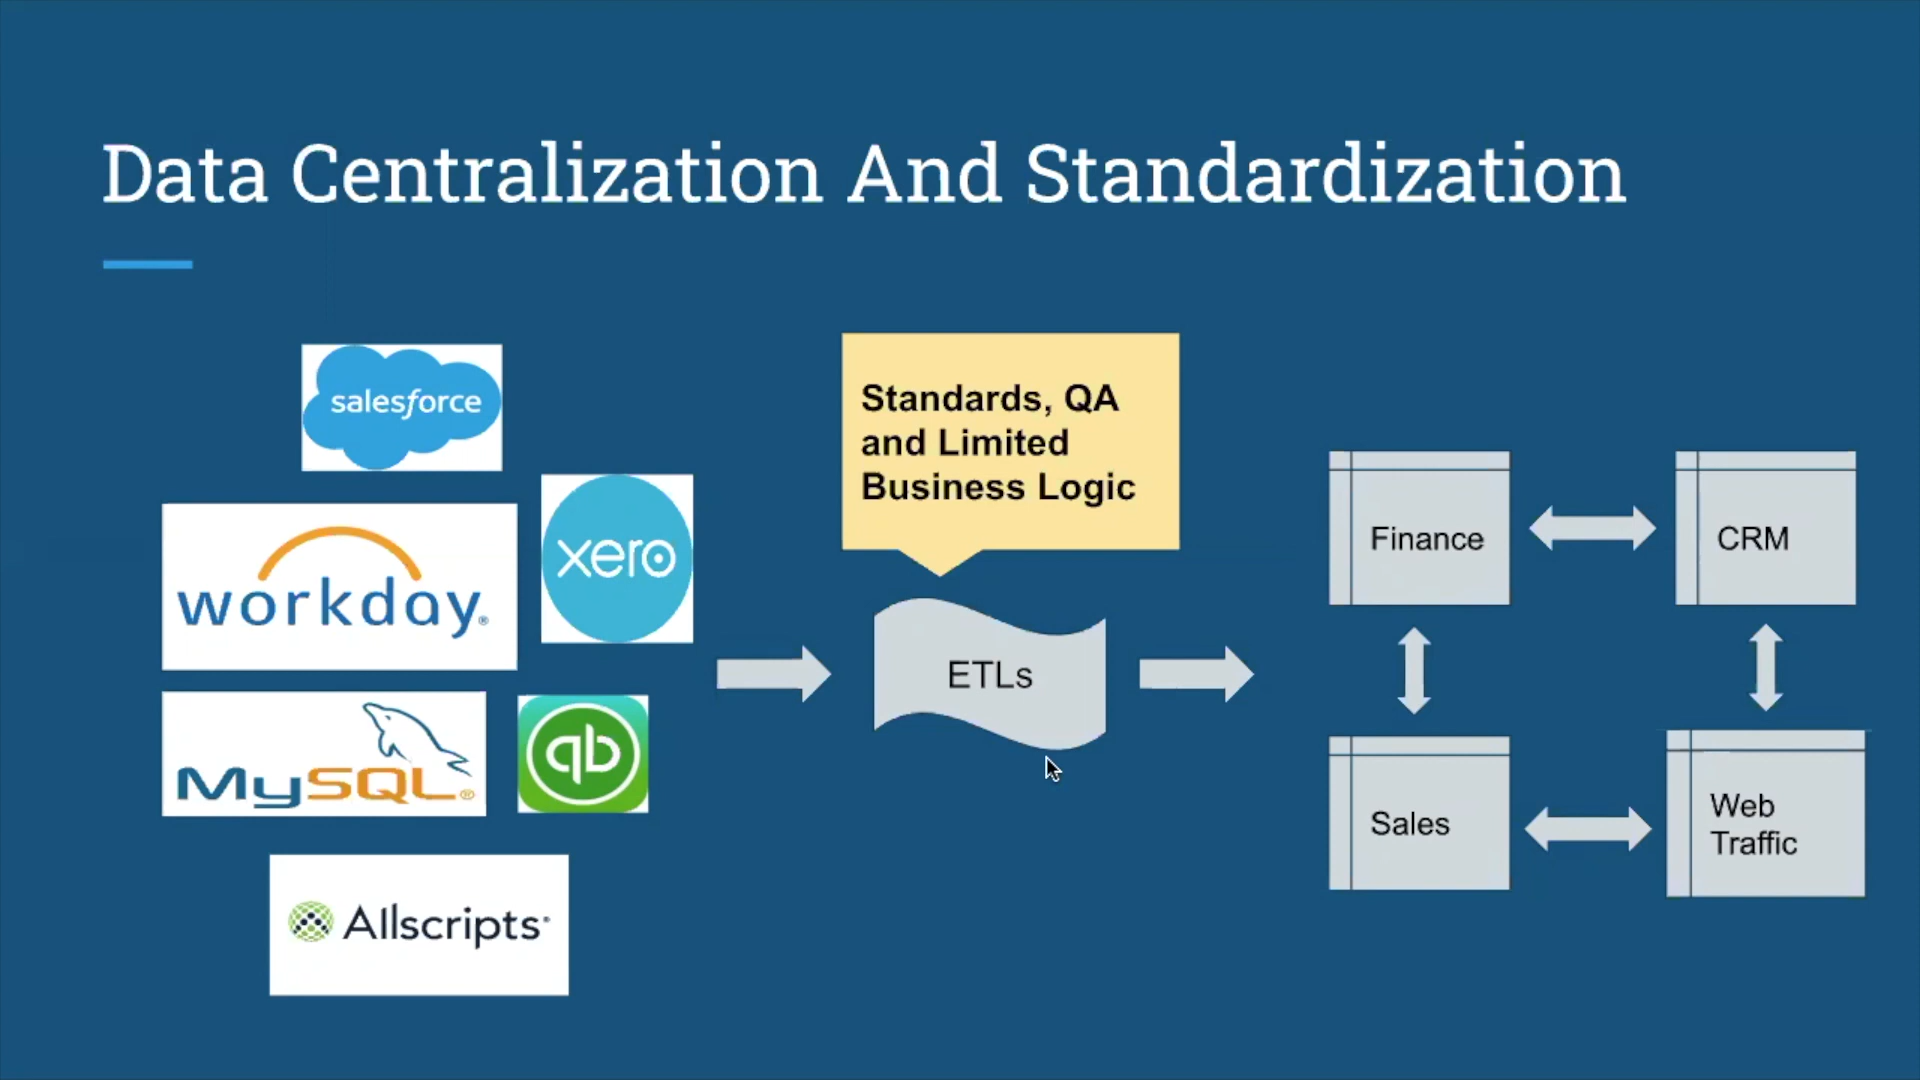 Data Centralization And Standardization
salesforce
workday®
xero
MySQL®
qb
Allscripts®
Standards, QA
and Limited
Business Logic
ETLs
Finance
CRM
Sales
Web
Traffic